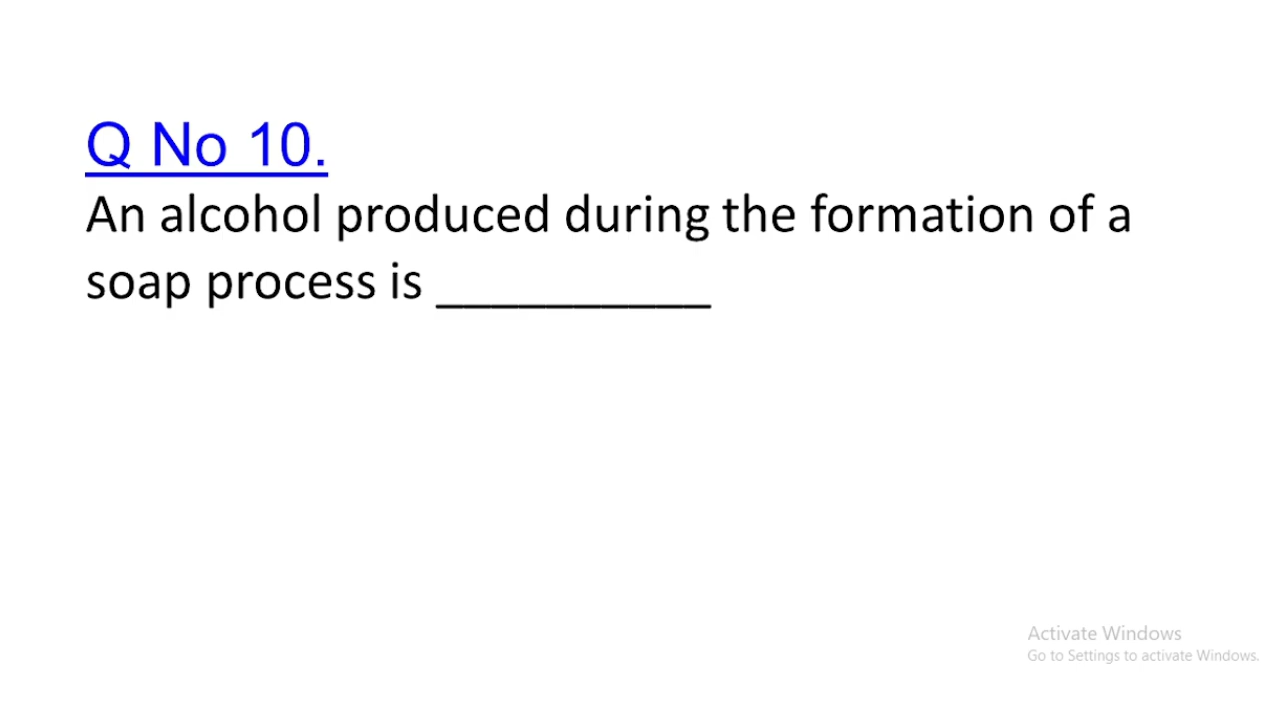 Q No 10.
An alcohol produced during the formation of a
soap process is __________
Activate Windows
Go to Settings to activate Windows.